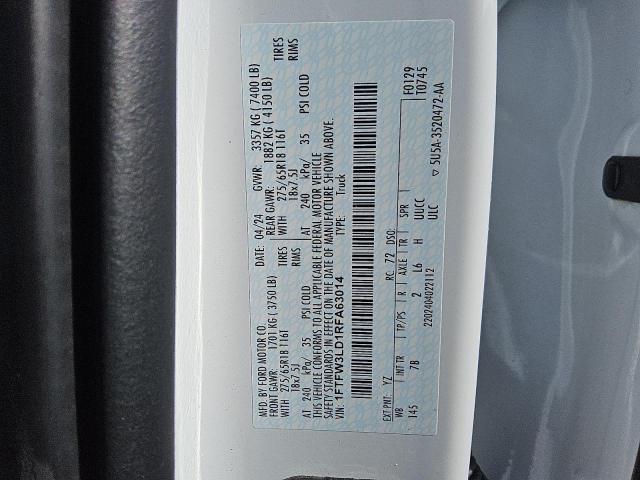 MFD. BY FORD MOTOR CO. DATE: 04/24 GVWR: 3357 KG (7400 LB)
FRONT GAWR: 1701 KG (3750 LB) REAR GAWR: 1882 KG (4150 LB)
WITH 275/65R18 116T TIRES WITH 275/65R18 116T TIRES
18x7.5J RIMS 18x7.5J RIMS
AT 240 kPa/ 35 PSI COLD AT 240 kPa/ 35 PSI COLD
THIS VEHICLE CONFORMS TO ALL APPLICABLE FEDERAL MOTOR VEHICLE
SAFETY STANDARDS IN EFFECT ON THE DATE OF MANUFACTURE SHOWN ABOVE.
VIN: 1FTFW3LD1RFA63014 TYPE: Truck
EXT PNT: YZ RC: 72 DSO: F0129
WB INT TR TP/PS R AXLE TR SPR T0745
145 7B 2 L6 H UUCC
ULC
2202404022112 5U5A-3520472-AA